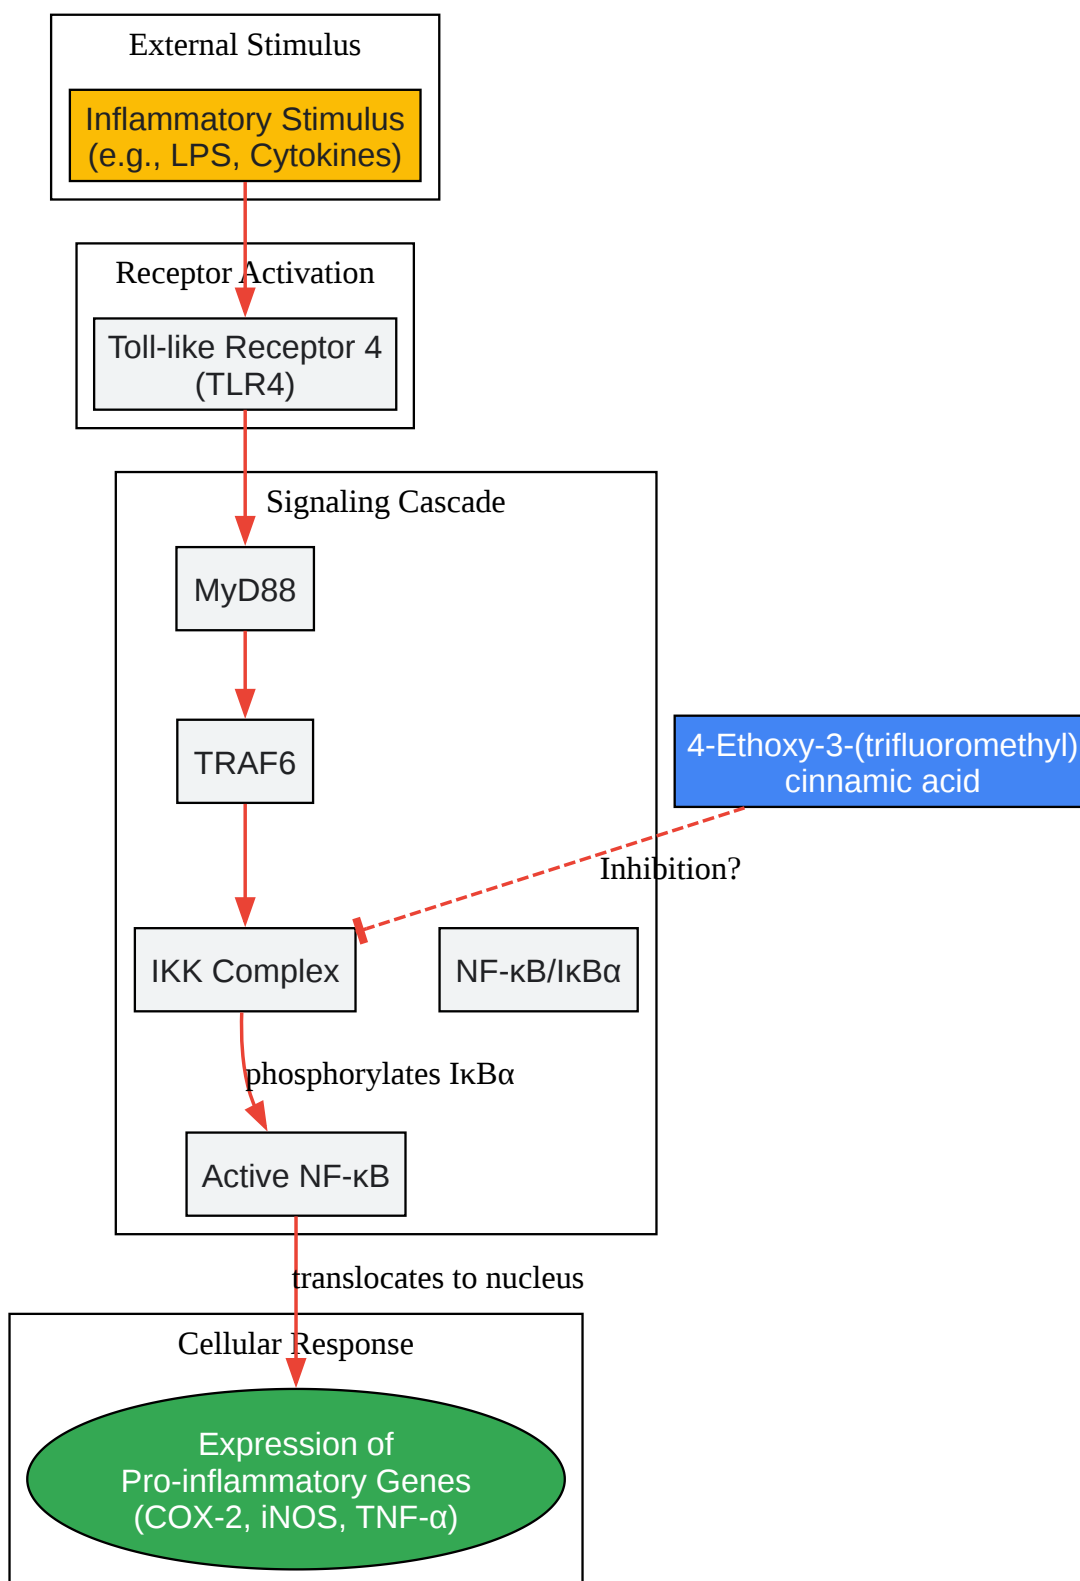 External Stimulus
Inflammatory Stimulus
(e.g., LPS, Cytokines)
Receptor Activation
Toll-like Receptor 4
(TLR4)
Signaling Cascade
MyD88
TRAF6
4-Ethoxy-3-(trifluoromethyl)
cinnamic acid
Inhibition?
IKK Complex
NF-κB/IκBα
phosphorylates IκBα
Active NF-κB
translocates to nucleus
Cellular Response
Expression of
Pro-inflammatory Genes
(COX-2, iNOS, TNF-α)